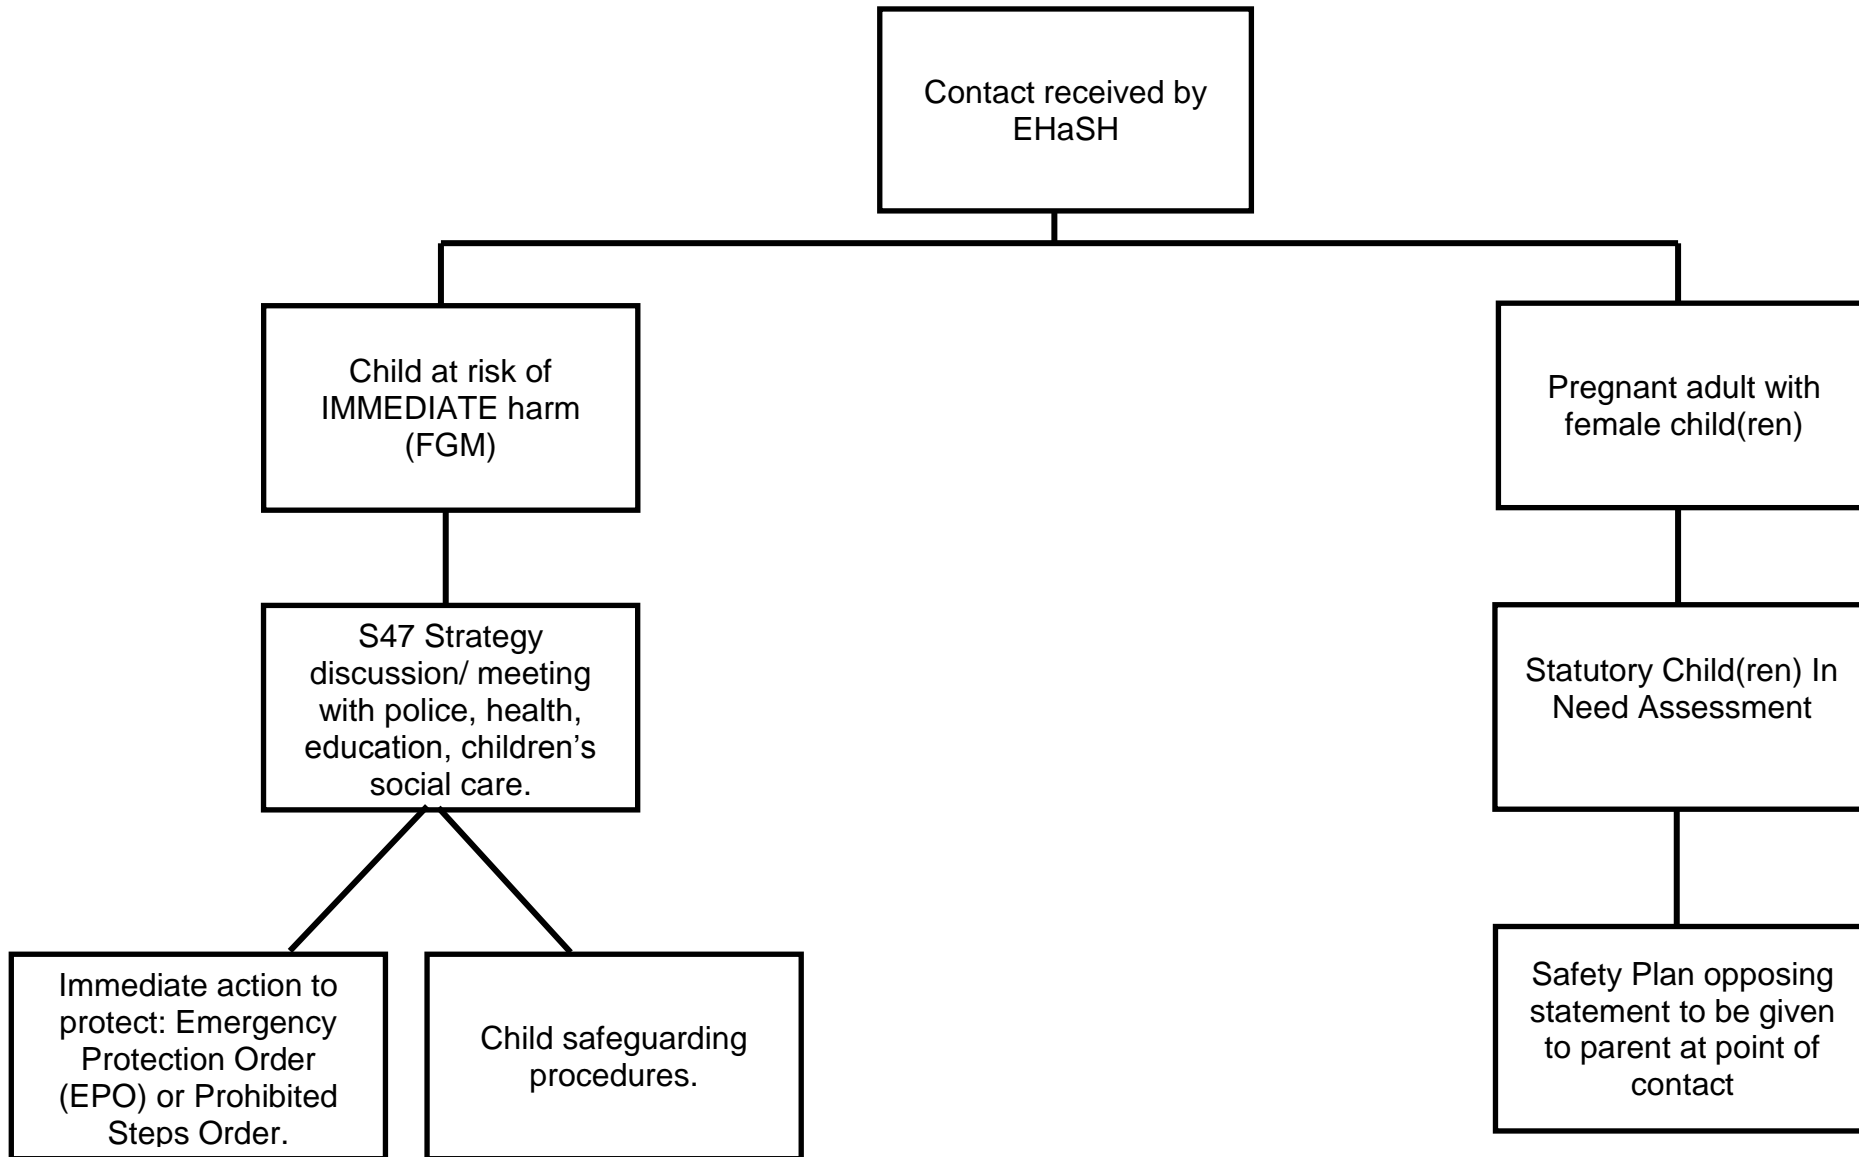 Contact received by
EHaSH
Child at risk of
IMMEDIATE harm
(FGM)
Pregnant adult with
female child(ren)
S47 Strategy
discussion/ meeting
with police, health,
education, children’s
social care.
Statutory Child(ren) In
Need Assessment
Immediate action to
protect: Emergency
Protection Order
(EPO) or Prohibited
Steps Order.
Child safeguarding
procedures.
Safety Plan opposing
statement to be given
to parent at point of
contact